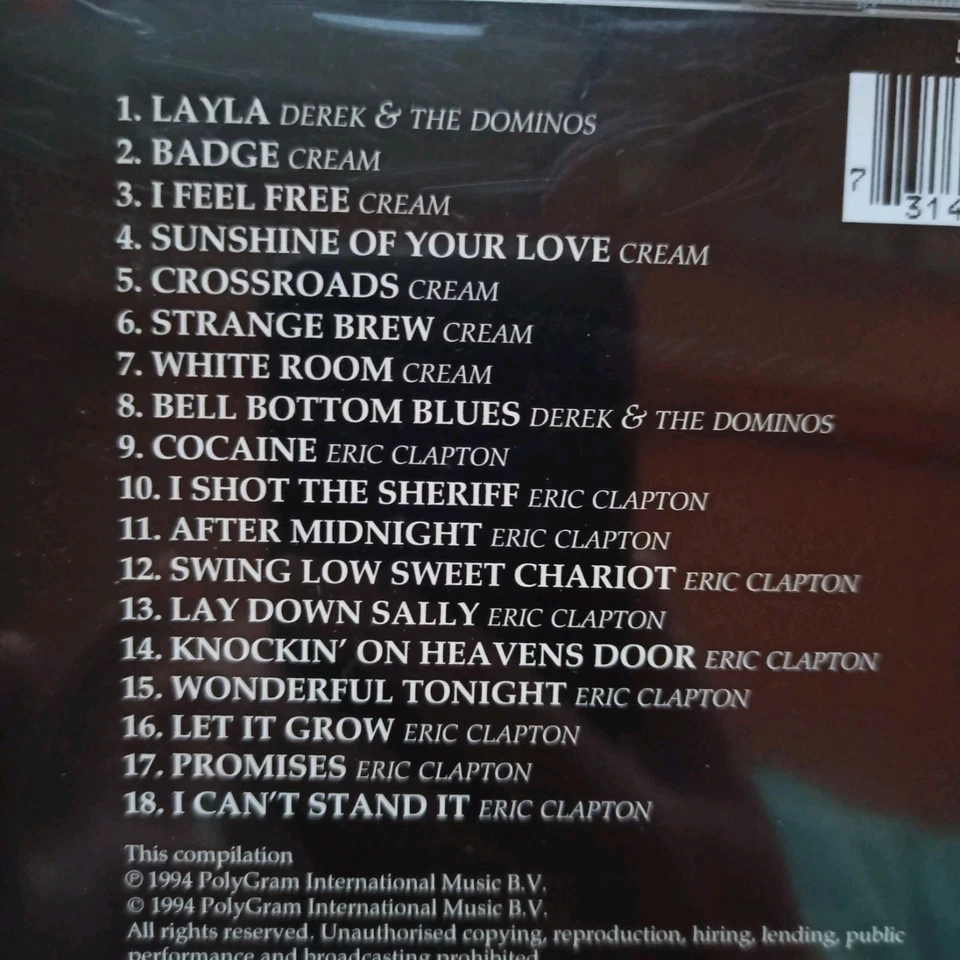 5
1. LAYLA DEREK & THE DOMINOS
2. BADGE CREAM
3. I FEEL FREE CREAM
4. SUNSHINE OF YOUR LOVE CREAM
5. CROSSROADS CREAM
6. STRANGE BREW CREAM
7. WHITE ROOM CREAM
8. BELL BOTTOM BLUES DEREK & THE DOMINOS
9. COCAINE ERIC CLAPTON
10. I SHOT THE SHERIFF ERIC CLAPTON
11. AFTER MIDNIGHT ERIC CLAPTON
12. SWING LOW SWEET CHARIOT ERIC CLAPTON
13. LAY DOWN SALLY ERIC CLAPTON
14. KNOCKIN' ON HEAVENS DOOR ERIC CLAPTON
15. WONDERFUL TONIGHT ERIC CLAPTON
16. LET IT GROW ERIC CLAPTON
17. PROMISES ERIC CLAPTON
18. I CAN'T STAND IT ERIC CLAPTON
7 314
This compilation
℗ 1994 PolyGram International Music B.V.
© 1994 PolyGram International Music B.V.
All rights reserved. Unauthorised copying, reproduction, hiring, lending, public
performance and broadcasting prohibited